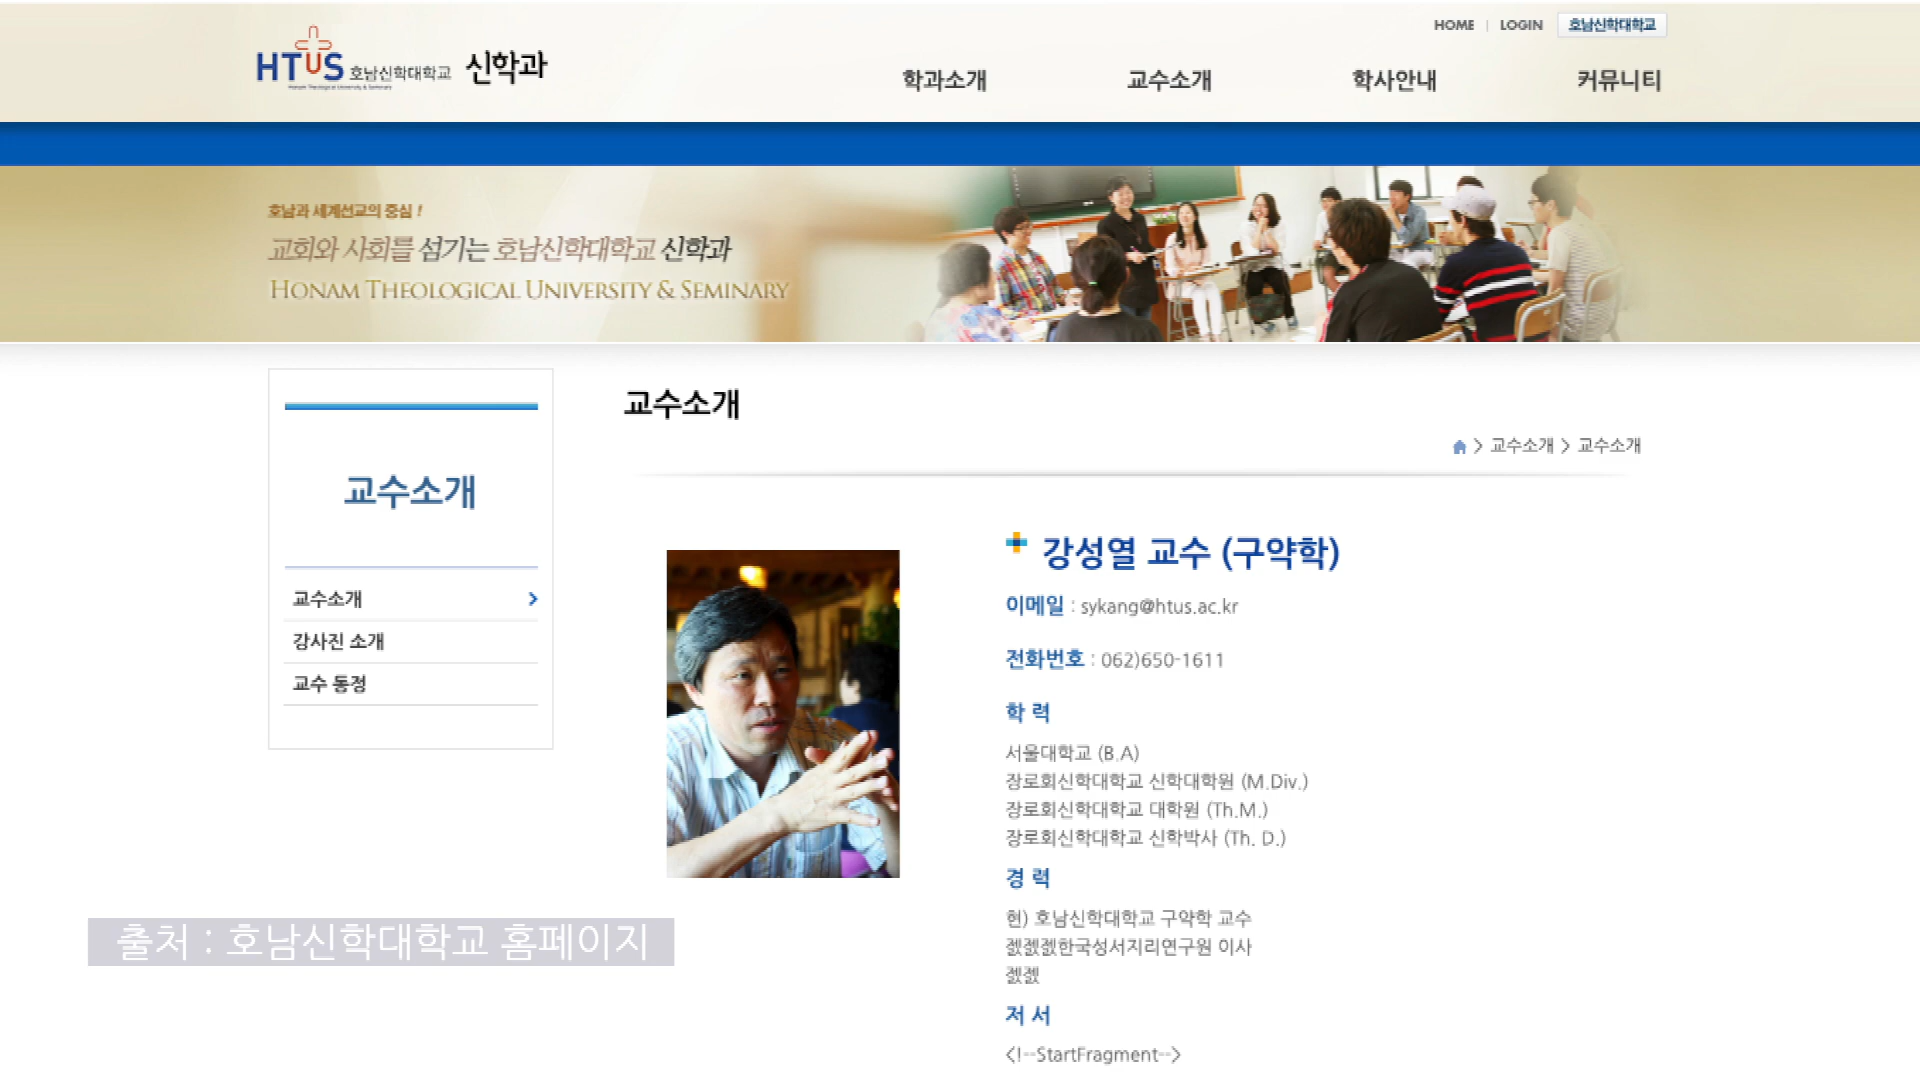 HOME | LOGIN 호남신학대학교
HTUS 호남신학대학교 신학과
Honam Theological University & Seminary
학과소개 교수소개 학사안내 커뮤니티
호남과 세계선교의 중심 !
교회와 사회를 섬기는 호남신학대학교 신학과
HONAM THEOLOGICAL UNIVERSITY & SEMINARY
교수소개
교수소개
강사진 소개
교수 동정
교수소개
> 교수소개 > 교수소개
강성열 교수 (구약학)
이메일 : sykang@htus.ac.kr
전화번호 : 062)650-1611
학 력
서울대학교 (B.A)
장로회신학대학교 신학대학원 (M.Div.)
장로회신학대학교 대학원 (Th.M.)
장로회신학대학교 신학박사 (Th. D.)
경 력
현) 호남신학대학교 구약학 교수
한국성서지리연구원 이사
저 서
<!--StartFragment-->
출처 : 호남신학대학교 홈페이지